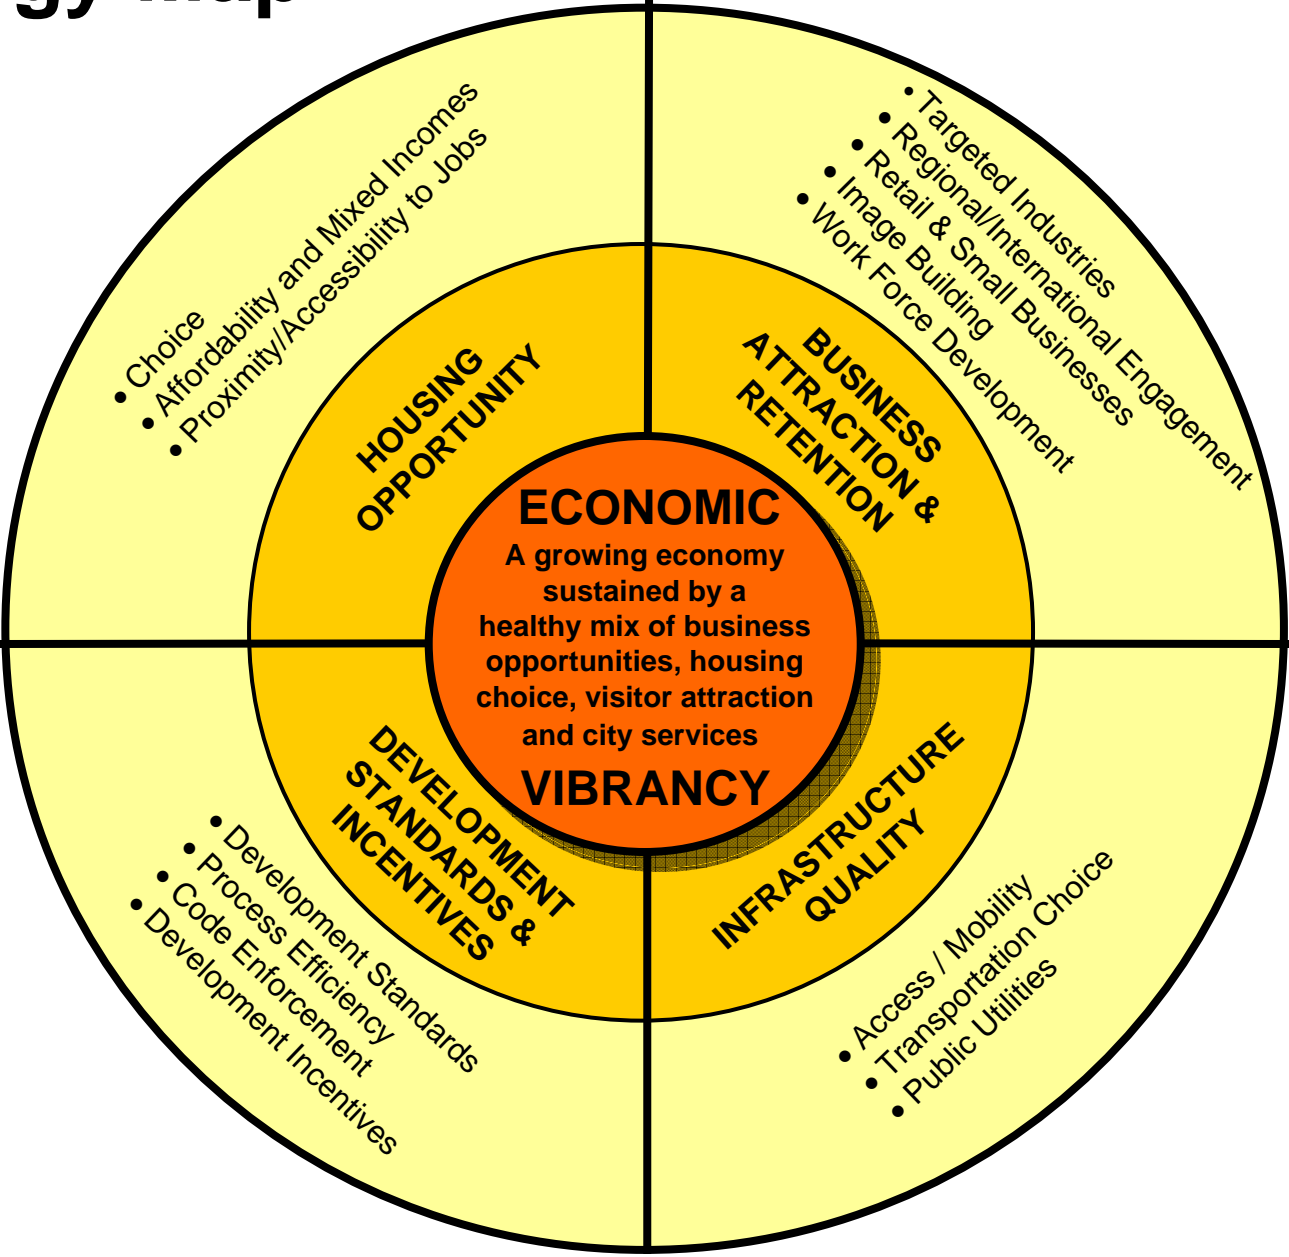 • Choice
• Affordability and Mixed Incomes
• Proximity/Accessibility to Jobs
HOUSING
OPPORTUNITY
• Targeted Industries
• Regional/International Engagement
• Retail & Small Businesses
• Image Building
• Work Force Development
BUSINESS
ATTRACTION &
RETENTION
ECONOMIC
A growing economy
sustained by a
healthy mix of business
opportunities, housing
choice, visitor attraction
and city services
VIBRANCY
DEVELOPMENT
STANDARDS &
INCENTIVES
• Development Standards
• Process Efficiency
• Code Enforcement
• Development Incentives
INFRASTRUCTURE
QUALITY
• Access / Mobility
• Transportation Choice
• Public Utilities